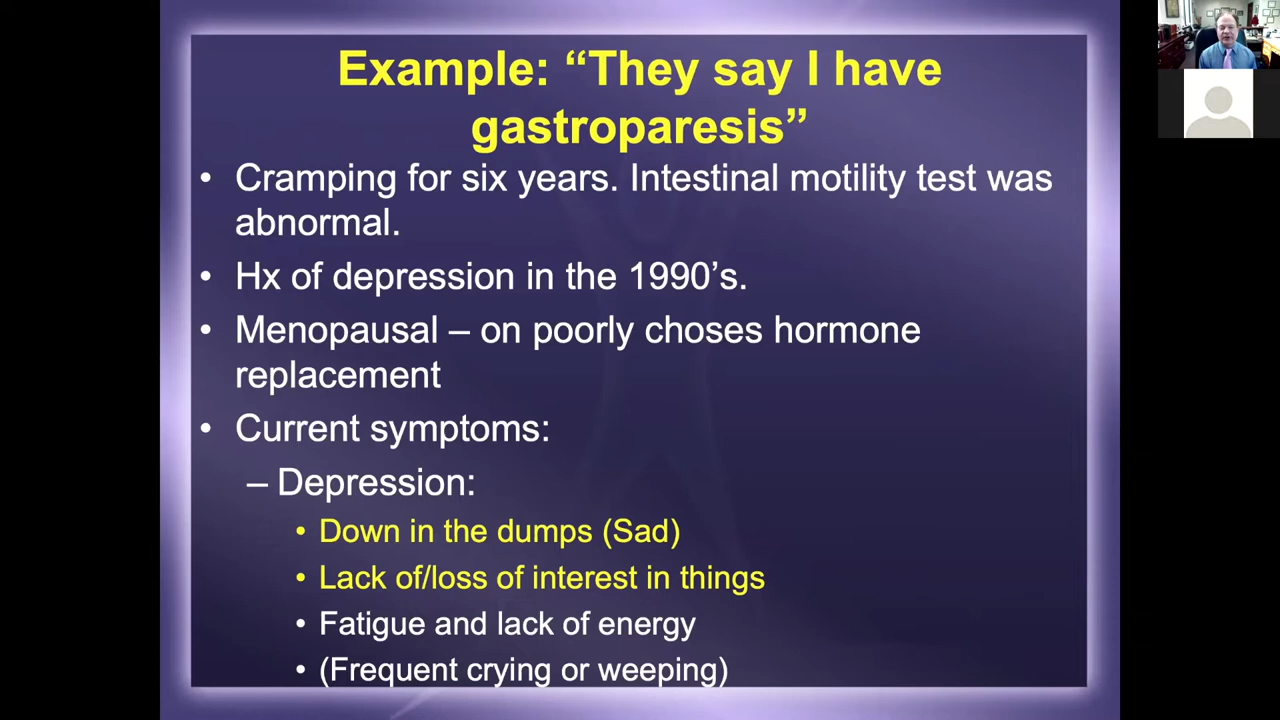 Example: “They say I have
gastroparesis”
• Cramping for six years. Intestinal motility test was
abnormal.
• Hx of depression in the 1990’s.
• Menopausal – on poorly choses hormone
replacement
• Current symptoms:
– Depression:
• Down in the dumps (Sad)
• Lack of/loss of interest in things
• Fatigue and lack of energy
• (Frequent crying or weeping)